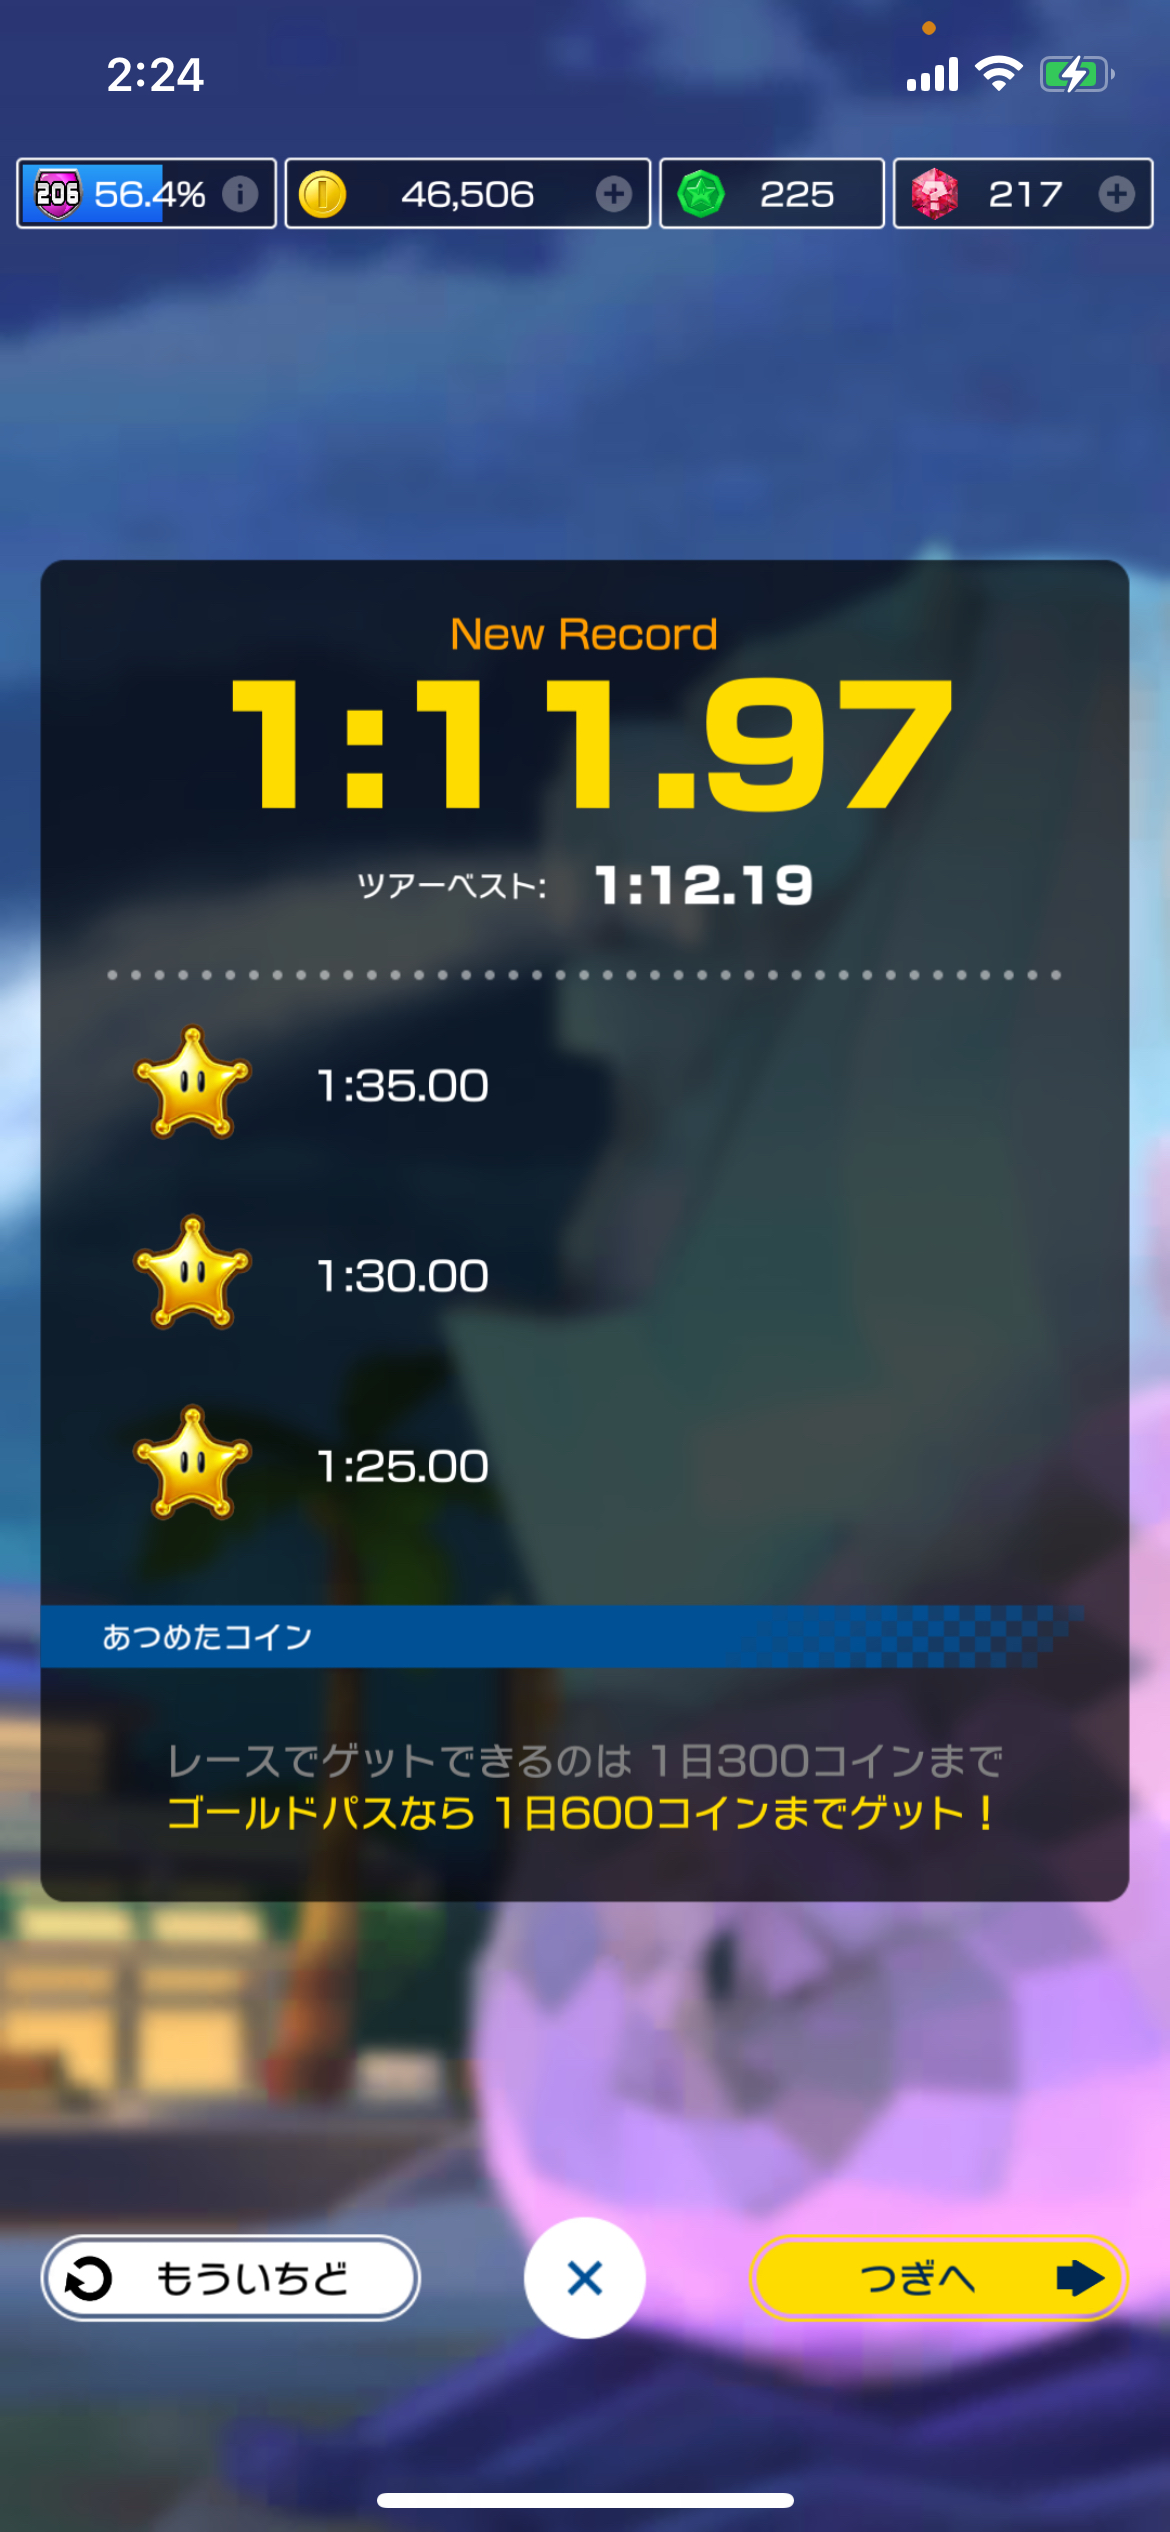 2:24
206 56.4% i 46,506 + 225 217 +
New Record
1:11.97
ツアーベスト: 1:12.19
1:35.00
1:30.00
1:25.00
あつめたコイン
レースでゲットできるのは 1日300コインまで
ゴールドパスなら 1日600コインまでゲット！
もういちど × つぎへ